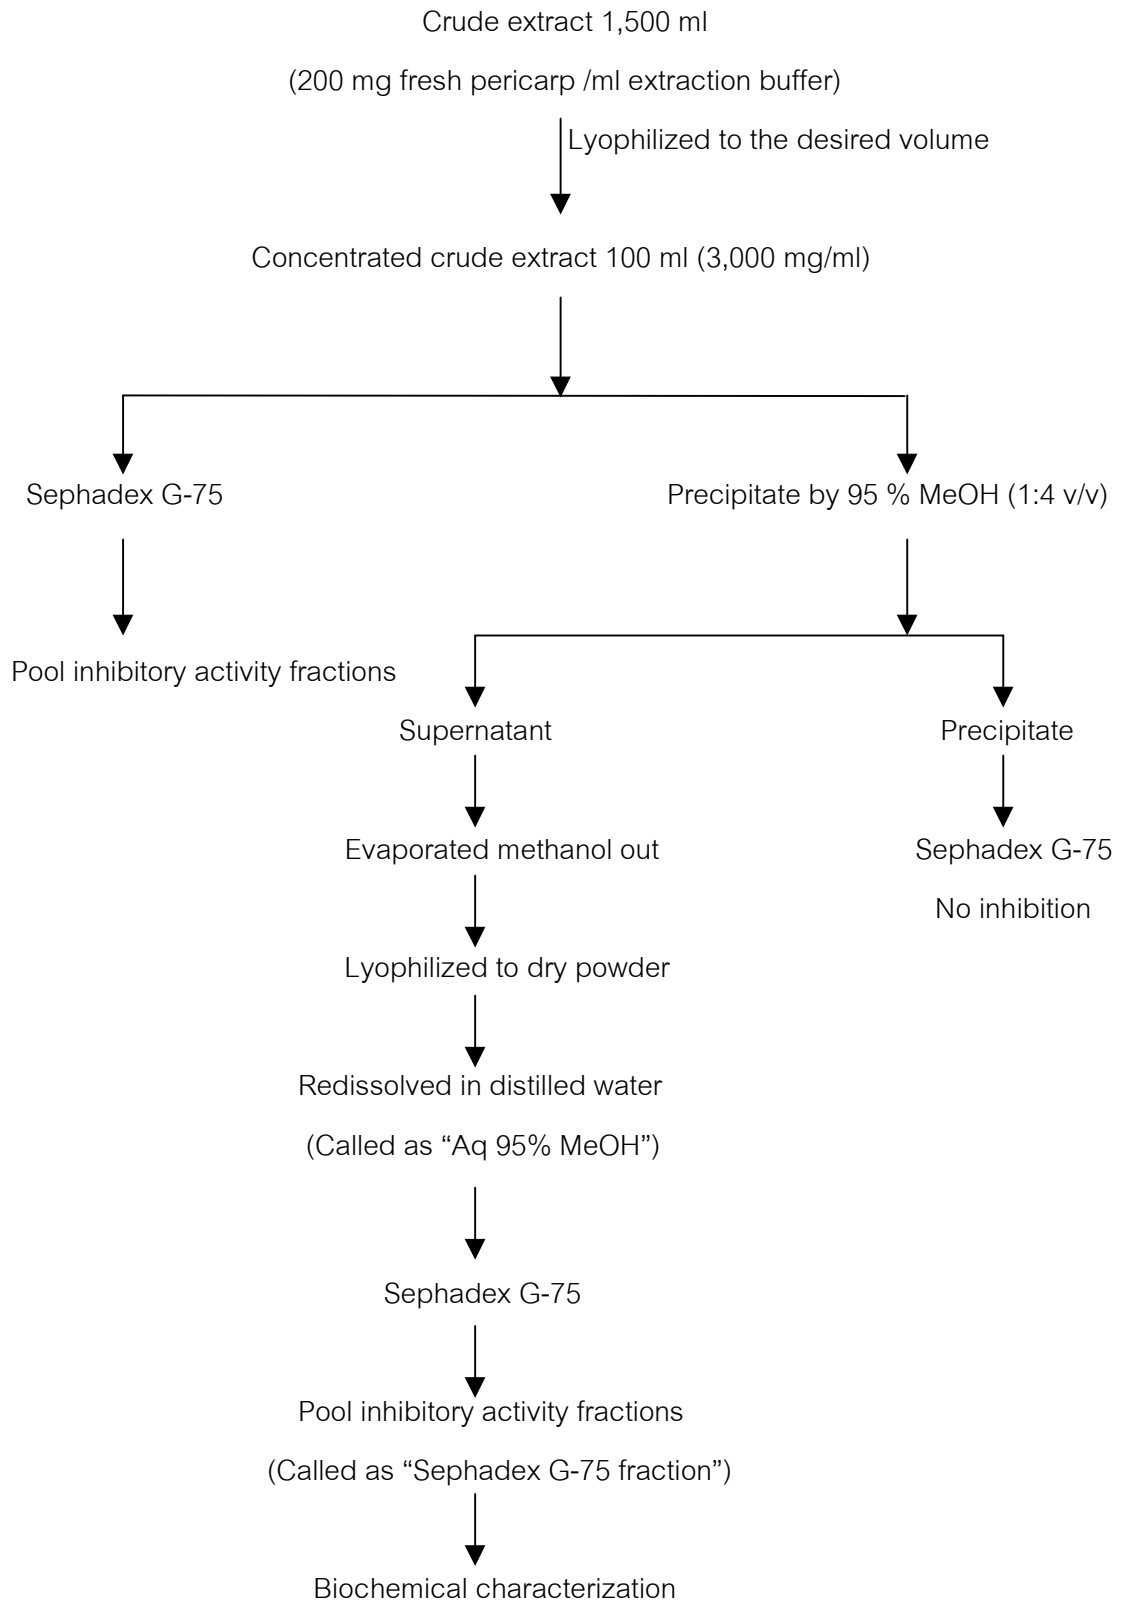 Crude extract 1,500 ml
(200 mg fresh pericarp /ml extraction buffer)
Lyophilized to the desired volume
Concentrated crude extract 100 ml (3,000 mg/ml)
Sephadex G-75
Precipitate by 95 % MeOH (1:4 v/v)
Pool inhibitory activity fractions
Supernatant
Precipitate
Evaporated methanol out
Sephadex G-75
No inhibition
Lyophilized to dry powder
Redissolved in distilled water
(Called as “Aq 95% MeOH”)
Sephadex G-75
Pool inhibitory activity fractions
(Called as “Sephadex G-75 fraction”)
Biochemical characterization